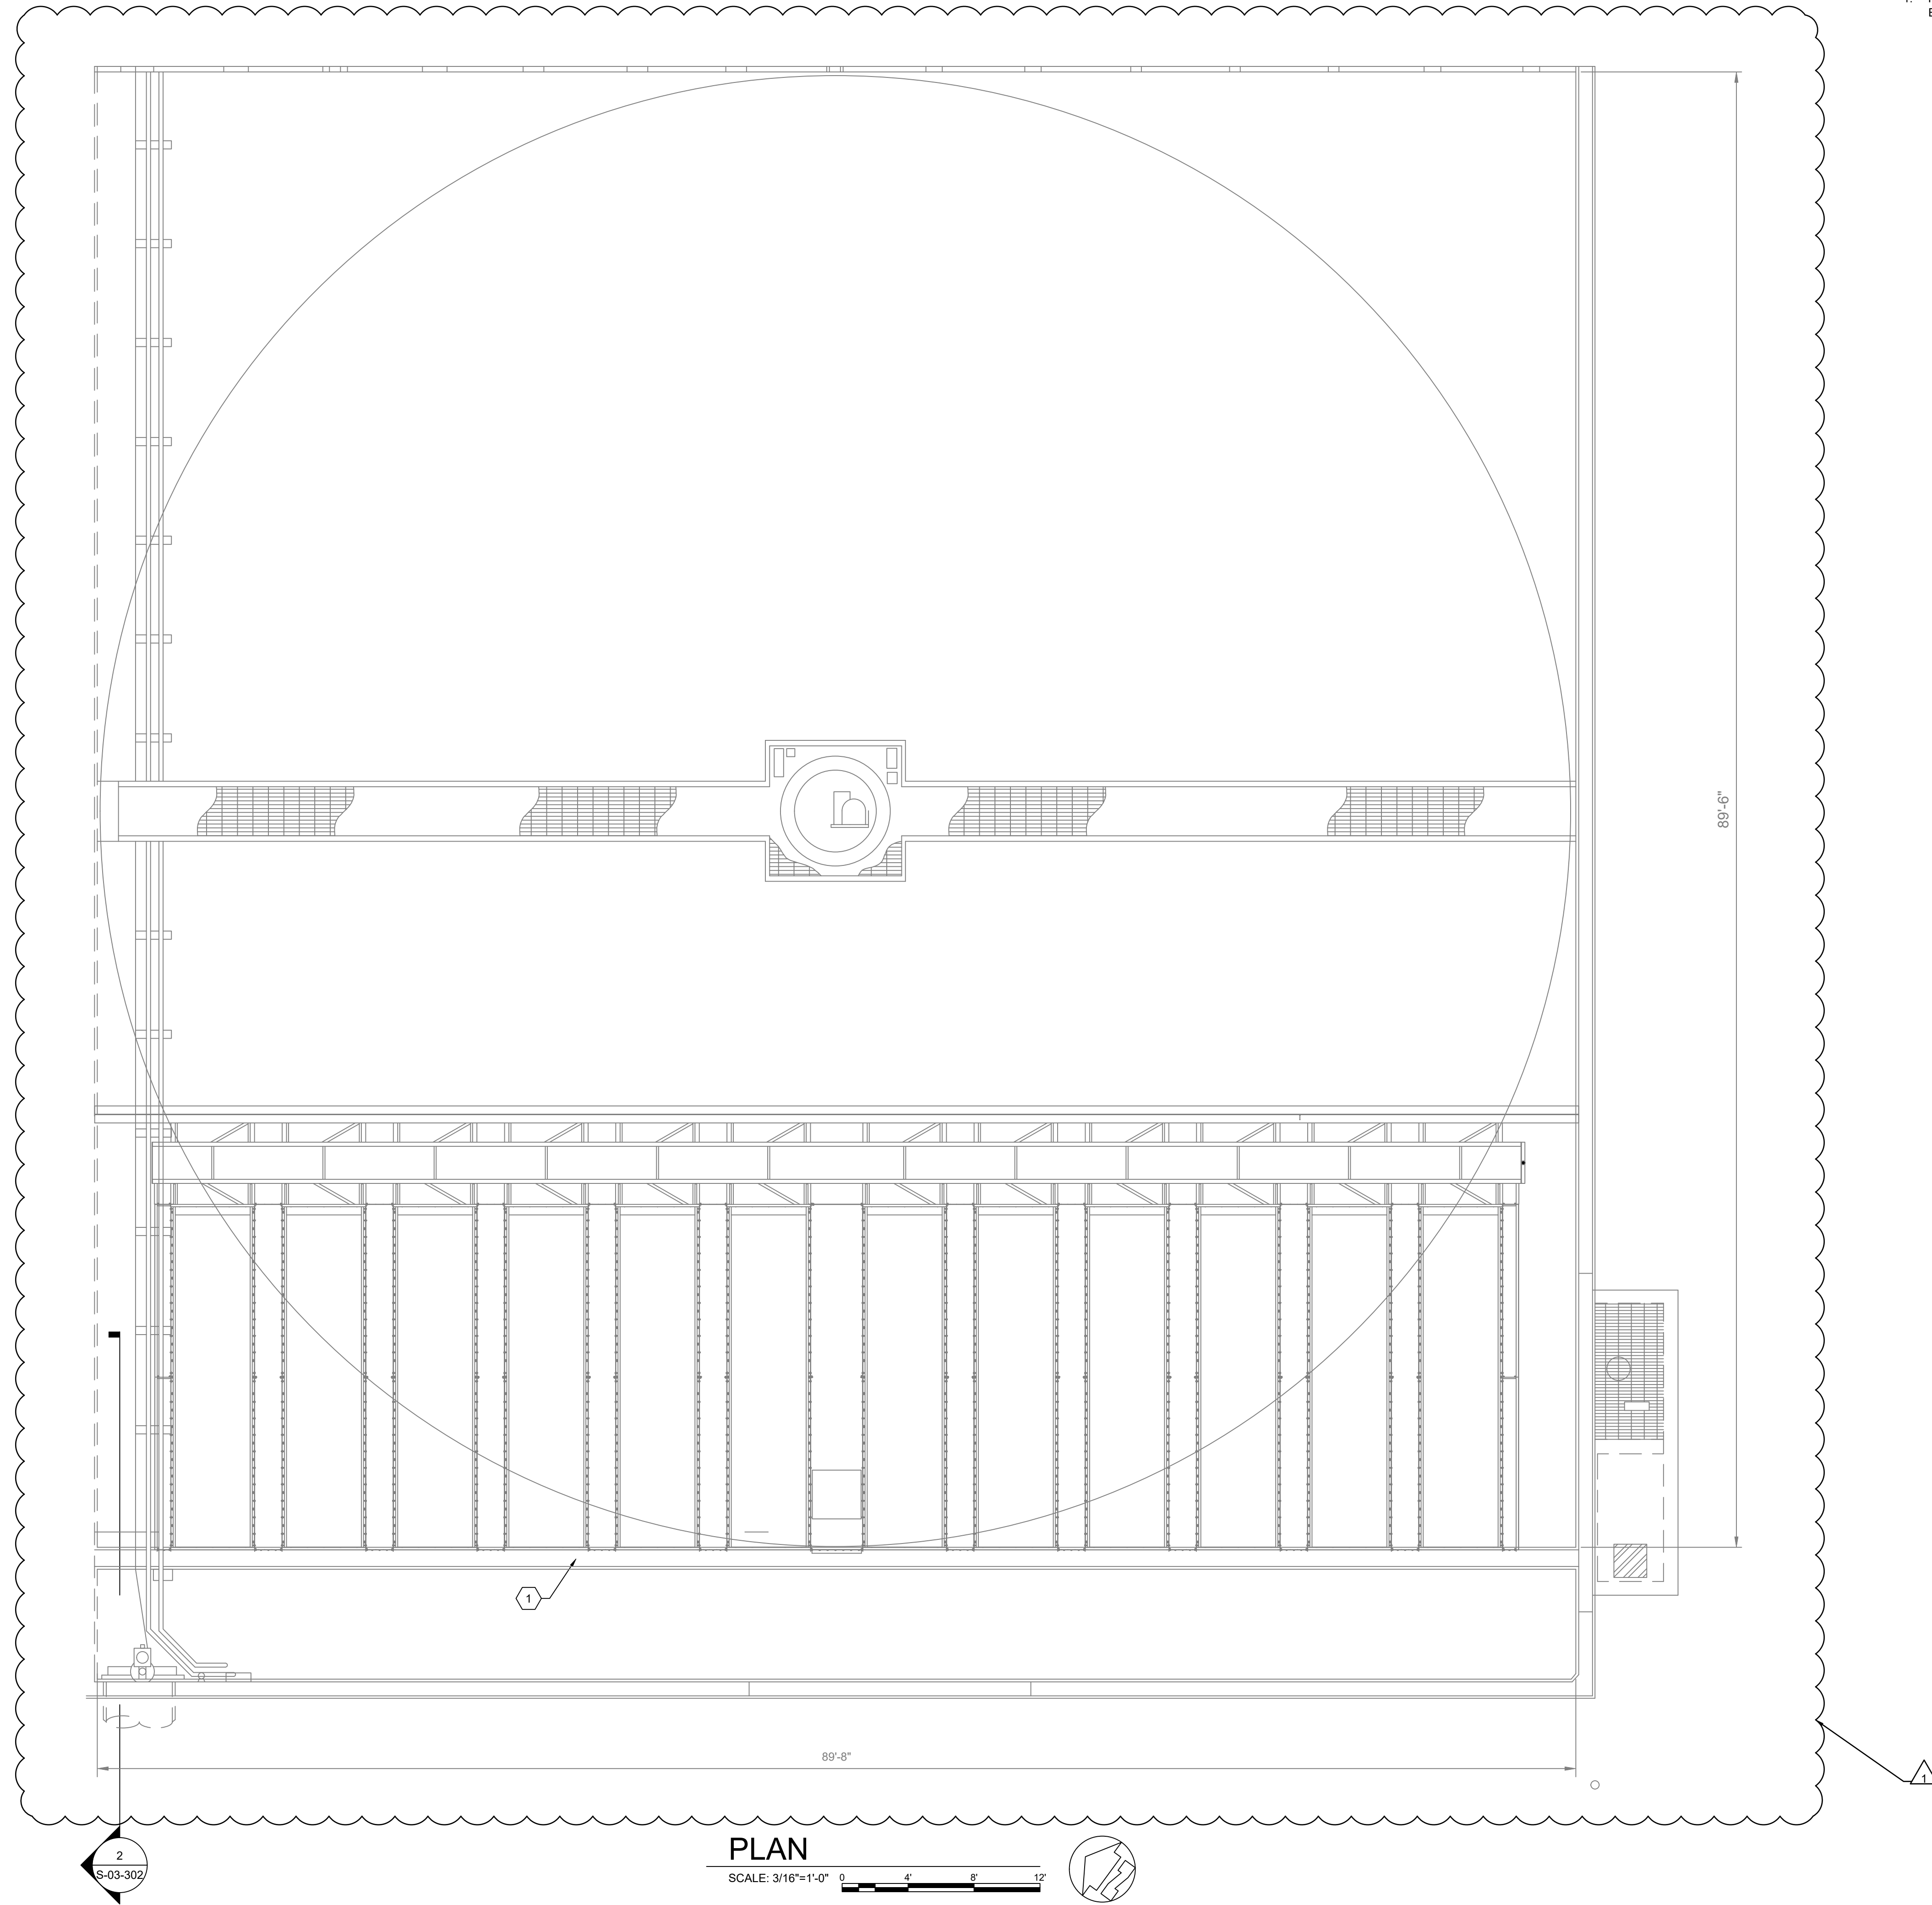 89'-6"
1
89'-8"
1
2
S-03-302
PLAN
SCALE: 3/16"=1'-0" 0 4' 8' 12'